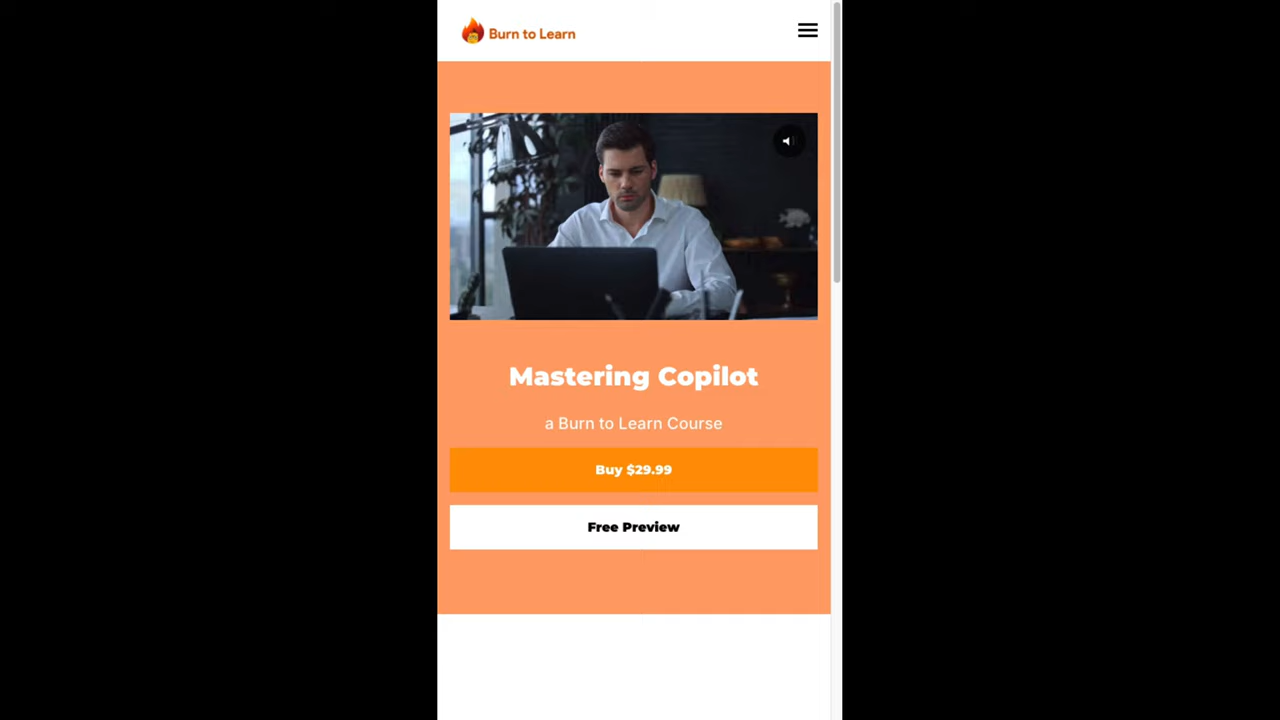 Burn to Learn
Mastering Copilot
a Burn to Learn Course
Buy $29.99
Free Preview